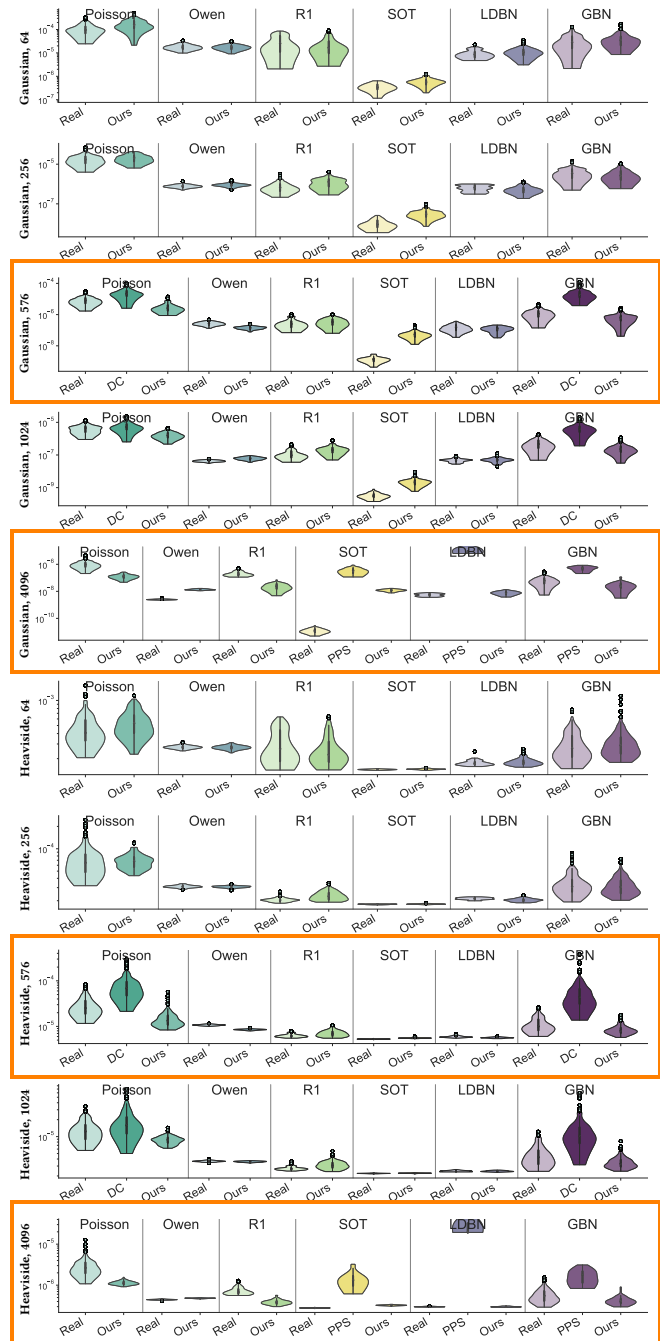 Poisson Owen R1 SOT LDBN GBN
Gaussian, 64
10⁻⁴
10⁻⁵
10⁻⁶
10⁻⁷
Real Ours Real Ours Real Ours Real Ours Real Ours Real Ours
Poisson Owen R1 SOT LDBN GBN
Gaussian, 256
10⁻⁵
10⁻⁷
Real Ours Real Ours Real Ours Real Ours Real Ours Real Ours
Poisson Owen R1 SOT LDBN GBN
Gaussian, 576
10⁻⁴
10⁻⁶
10⁻⁸
Real DC Ours Real Ours Real Ours Real Ours Real Ours Real DC Ours
Poisson Owen R1 SOT LDBN GBN
Gaussian, 1024
10⁻⁵
10⁻⁷
10⁻⁹
Real DC Ours Real Ours Real Ours Real Ours Real Ours Real DC Ours
Poisson Owen R1 SOT LDBN GBN
Gaussian, 4096
10⁻⁸
10⁻⁹
10⁻¹⁰
Real Ours Real Ours Real Ours Real PPS Ours Real PPS Ours Real PPS Ours
Poisson Owen R1 SOT LDBN GBN
Heaviside, 64
10⁻³
Real Ours Real Ours Real Ours Real Ours Real Ours Real Ours
Poisson Owen R1 SOT LDBN GBN
Heaviside, 256
10⁻⁴
Real Ours Real Ours Real Ours Real Ours Real Ours Real Ours
Poisson Owen R1 SOT LDBN GBN
Heaviside, 576
10⁻⁴
10⁻⁵
Real DC Ours Real Ours Real Ours Real Ours Real Ours Real DC Ours
Poisson Owen R1 SOT LDBN GBN
Heaviside, 1024
10⁻⁵
Real DC Ours Real Ours Real Ours Real Ours Real Ours Real DC Ours
Poisson Owen R1 SOT LDBN GBN
Heaviside, 4096
10⁻⁵
10⁻⁶
Real Ours Real Ours Real Ours Real PPS Ours Real PPS Ours Real PPS Ours